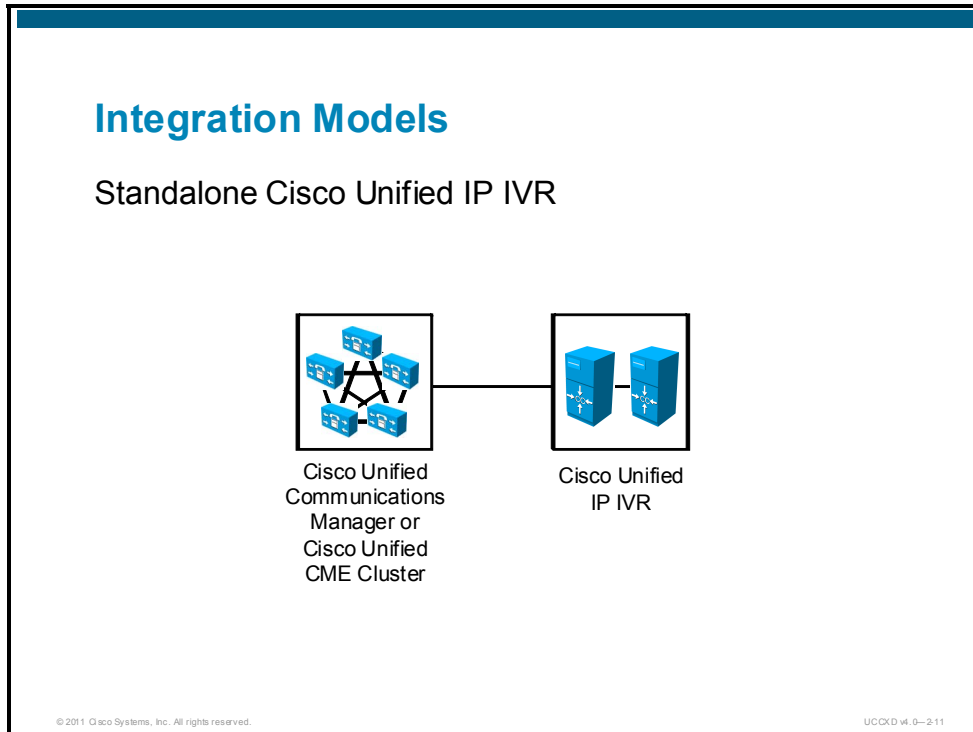 Integration Models
Standalone Cisco Unified IP IVR
Cisco Unified
Communications
Manager or
Cisco Unified
CME Cluster
Cisco Unified
IP IVR
© 2011 Cisco Systems, Inc. All rights reserved.
UCCXD v4.0—2-11